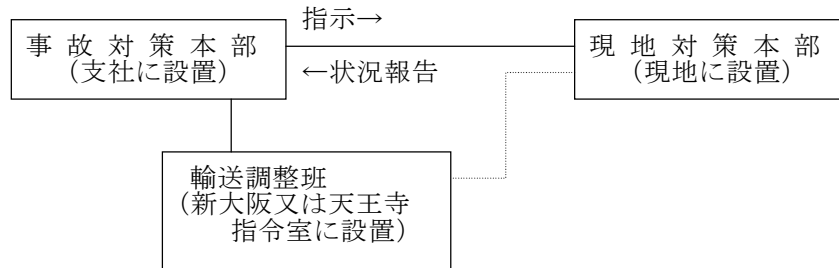 指示→
事故対策本部
(支社に設置)
←状況報告
現地対策本部
(現地に設置)
輸送調整班
(新大阪又は天王寺
指令室に設置)